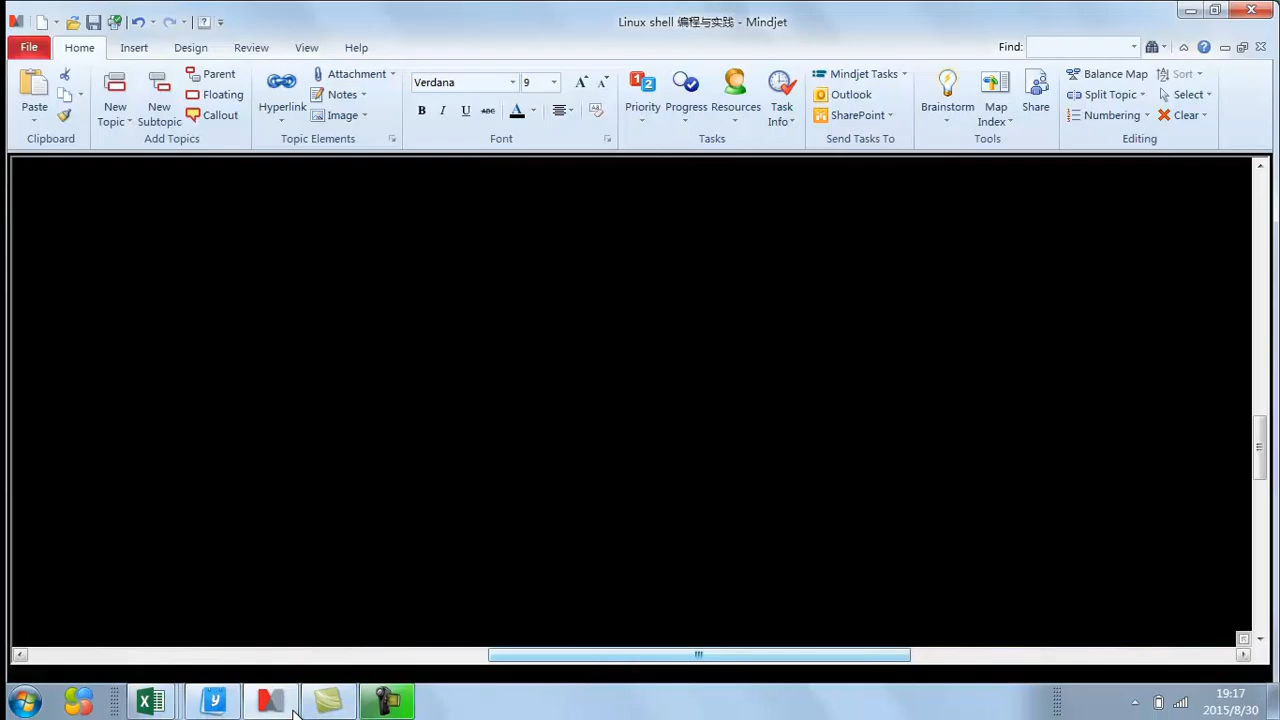 Linux shell 编程与实践 - Mindjet
File Home Insert Design Review View Help Find:
Paste
Clipboard
New Topic
New Subtopic
Parent
Floating
Callout
Add Topics
Hyperlink
Attachment
Notes
Image
Topic Elements
Verdana 9
B I U abc A
Font
Priority
Progress
Resources
Task Info
Tasks
Mindjet Tasks
Outlook
SharePoint
Send Tasks To
Brainstorm
Map Index
Share
Tools
Balance Map
Split Topic
Numbering
Sort
Select
Clear
Editing
19:17
2015/8/30